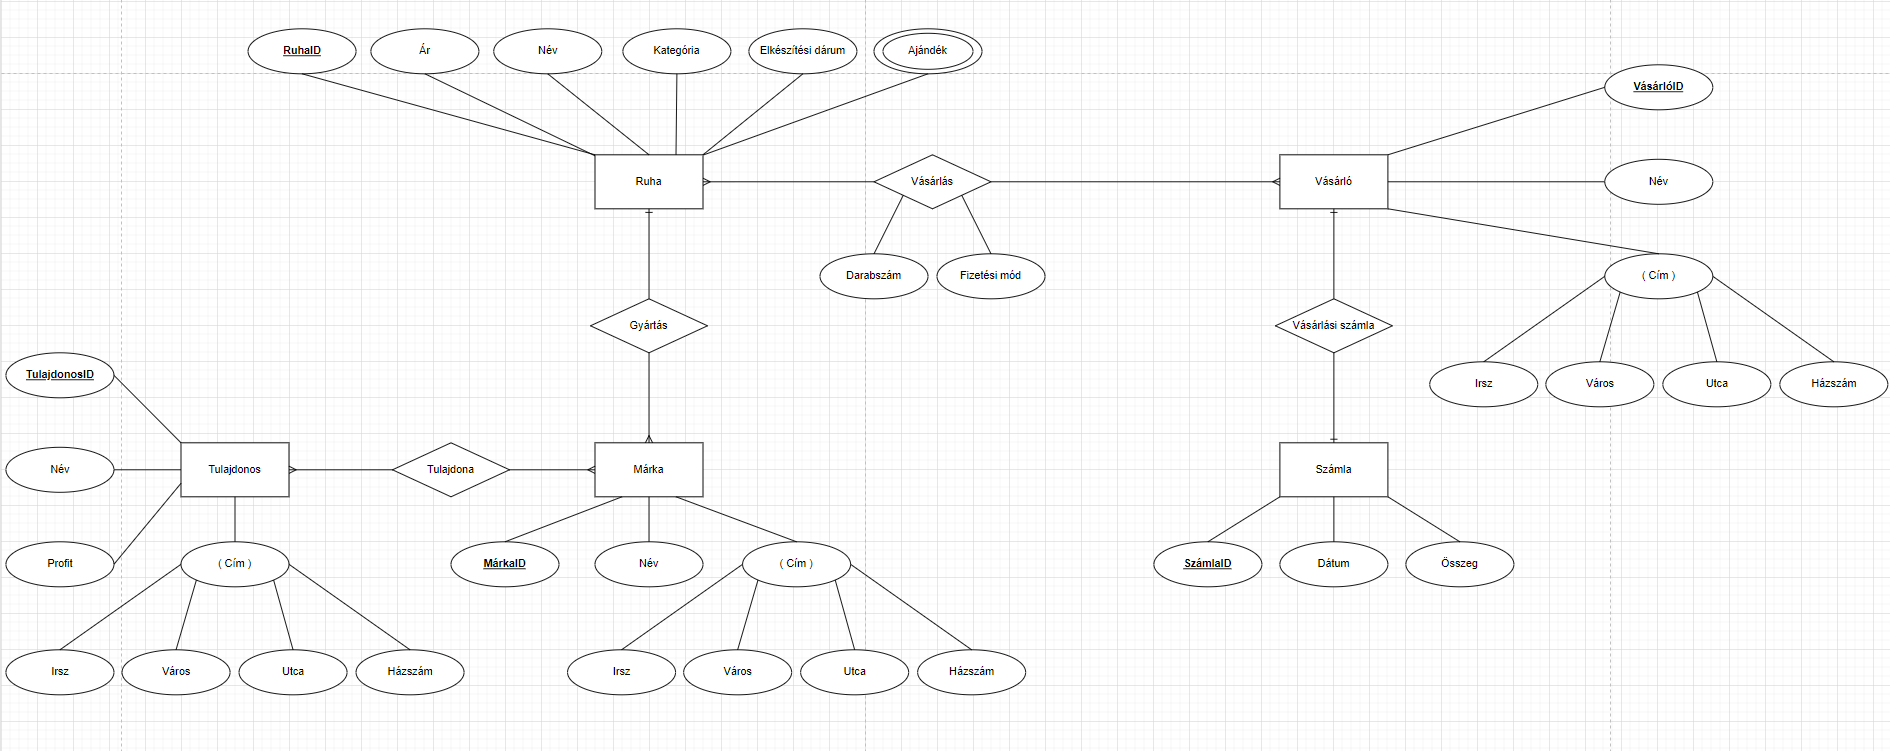 RuhaID
Ár
Név
Kategória
Elkészítési dárum
Ajándék
VásárlóID
Ruha
Vásárlás
Vásárló
Név
Darabszám
Fizetési mód
( Cím )
Gyártás
Vásárlási számla
TulajdonosID
Irsz
Város
Utca
Házszám
Név
Tulajdonos
Tulajdona
Márka
Számla
Profit
( Cím )
MárkaID
Név
( Cím )
SzámlaID
Dátum
Összeg
Irsz
Város
Utca
Házszám
Irsz
Város
Utca
Házszám